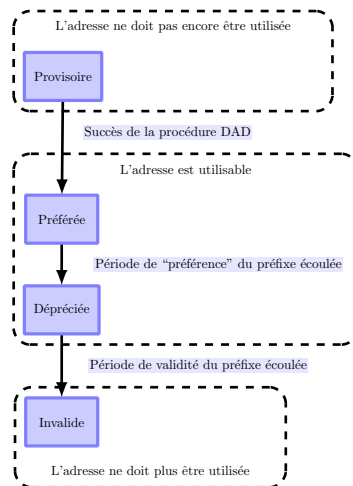 L'adresse ne doit pas encore être utilisée
Provisoire
Succès de la procédure DAD
L'adresse est utilisable
Préférée
Période de “préférence” du préfixe écoulée
Dépréciée
Période de validité du préfixe écoulée
Invalide
L'adresse ne doit plus être utilisée